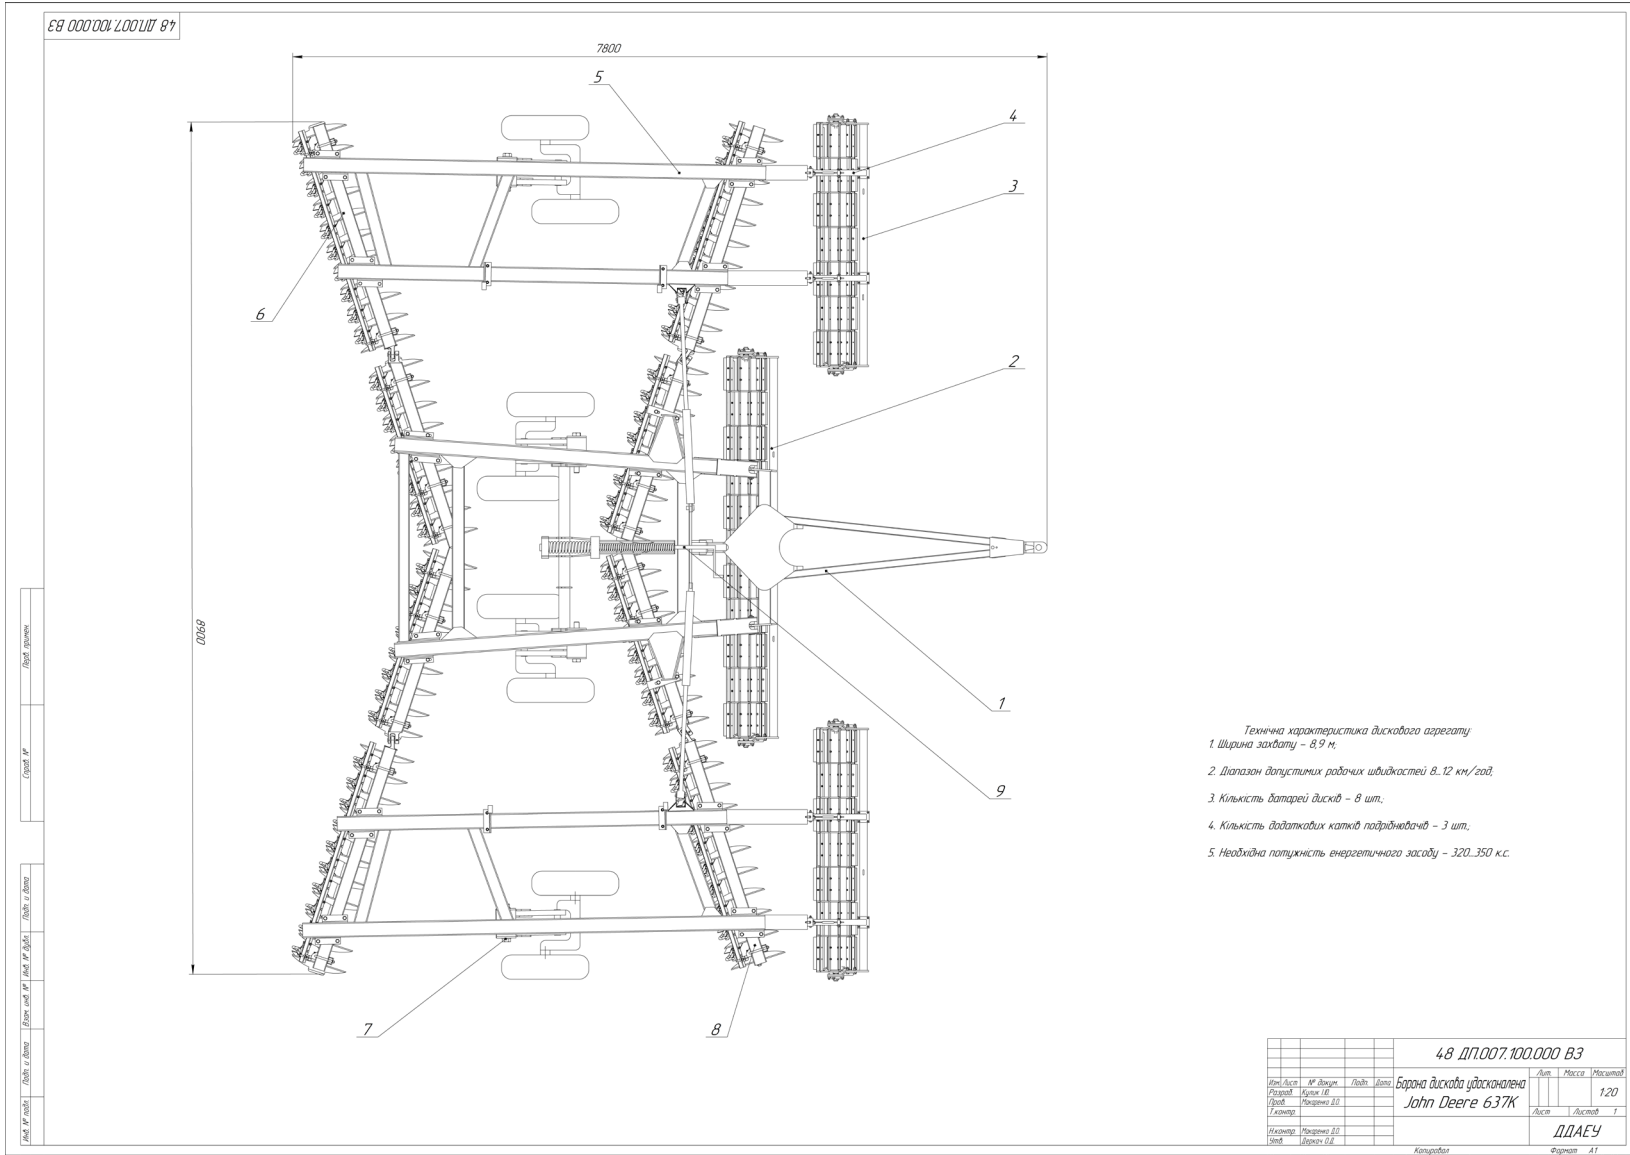 48 ДП.007.100.000 ВЗ
7800
5
4
3
6
2
8900
1
9
7
8
Технічна характеристика дискового агрегату:
1. Ширина захвату – 8,9 м;
2. Діапазон допустимих робочих швидкостей 8...12 км/год;
3. Кількість батарей дисків – 8 шт.;
4. Кількість додаткових катків подрібнювачів – 3 шт.;
5. Необхідна потужність енергетичного засобу – 320...350 к.с.
Перв. примен.
Справ. №
Подп. и дата
Инв. № дубл.
Взам. инв. №
Подп. и дата
Инв. № подл.
48 ДП.007.100.000 ВЗ
Изм. Лист № докум. Подп. Дата
Разраб. Кулик І.Ю.
Пров. Макаренко Д.О.
Т.контр.
Н.контр. Макаренко Д.О.
Утв. Деркач О.Д.
Борона дискова удосконалена
John Deere 637K
Лит. Масса Масштаб
1:20
Лист Листов 1
ДДАЕУ
Копировал Формат А1